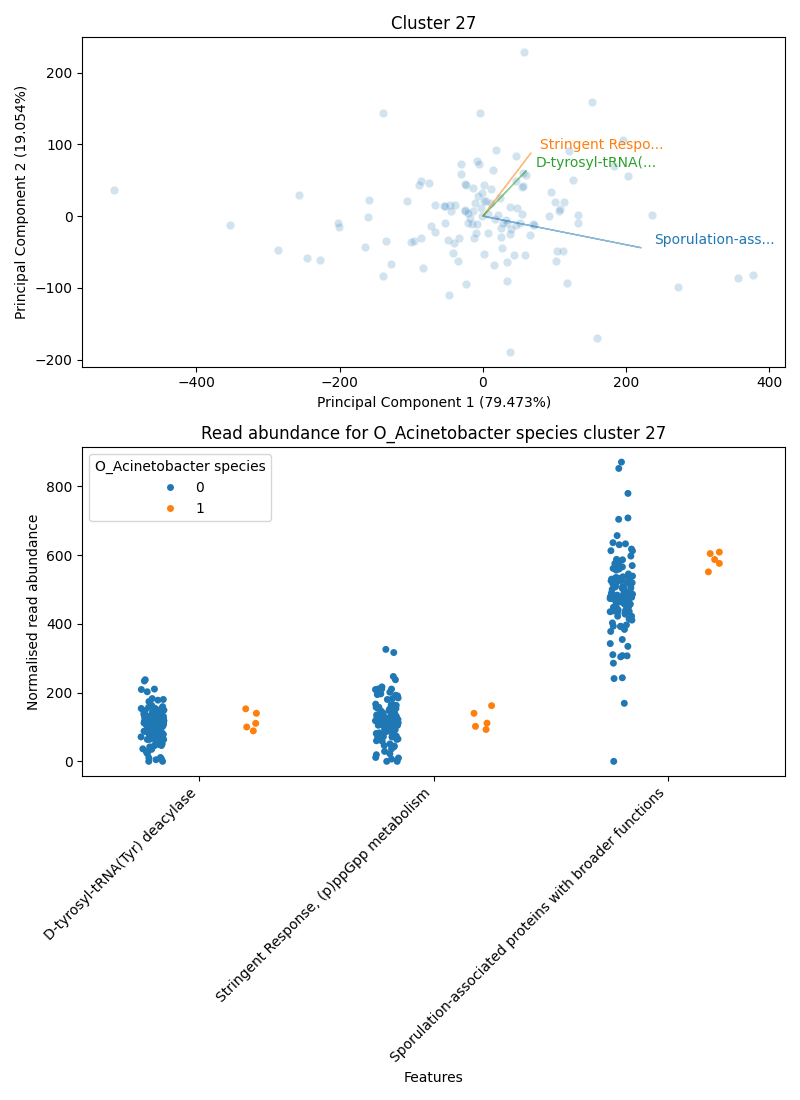 Cluster 27
200
100
0
−100
−200
Principal Component 2 (19.054%)
Stringent Respo...
D-tyrosyl-tRNA(...
Sporulation-ass...
−400
−200
0
200
400
Principal Component 1 (79.473%)
Read abundance for O_Acinetobacter species cluster 27
O_Acinetobacter species
0
1
800
600
400
200
0
Normalised read abundance
D-tyrosyl-tRNA(Tyr) deacylase
Stringent Response, (p)ppGpp metabolism
Sporulation-associated proteins with broader functions
Features